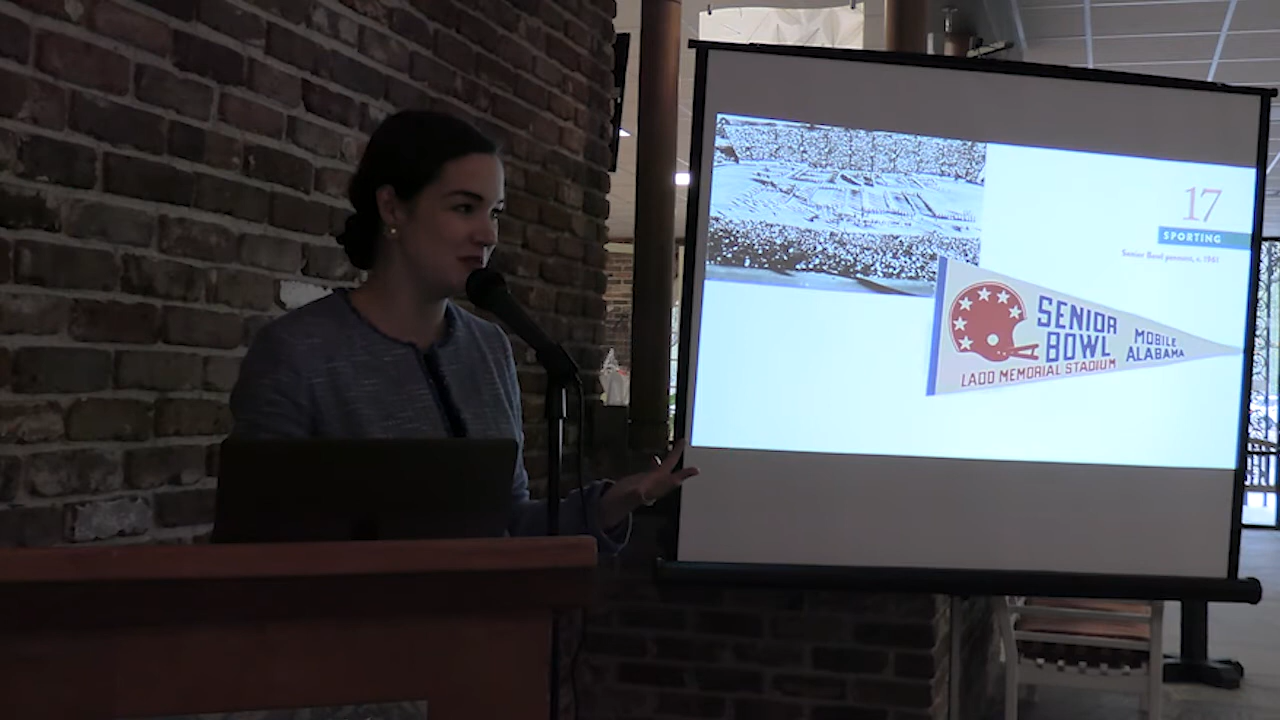 17
SPORTING
Senior Bowl pennant, c. 1961
SENIOR
BOWL
MOBILE
ALABAMA
LADD MEMORIAL STADIUM